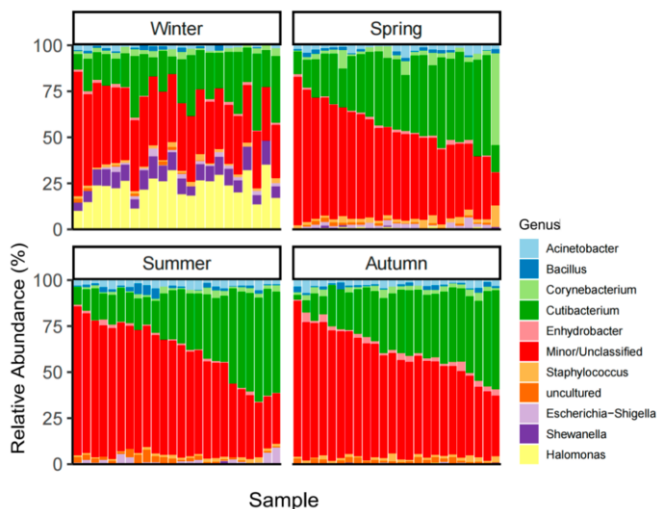 Winter
Spring
100
75
50
25
0
Summer
Autumn
100
75
50
25
0
Relative Abundance (%)
Sample
Genus
Acinetobacter
Bacillus
Corynebacterium
Cutibacterium
Enhydrobacter
Minor/Unclassified
Staphylococcus
uncultured
Escherichia-Shigella
Shewanella
Halomonas